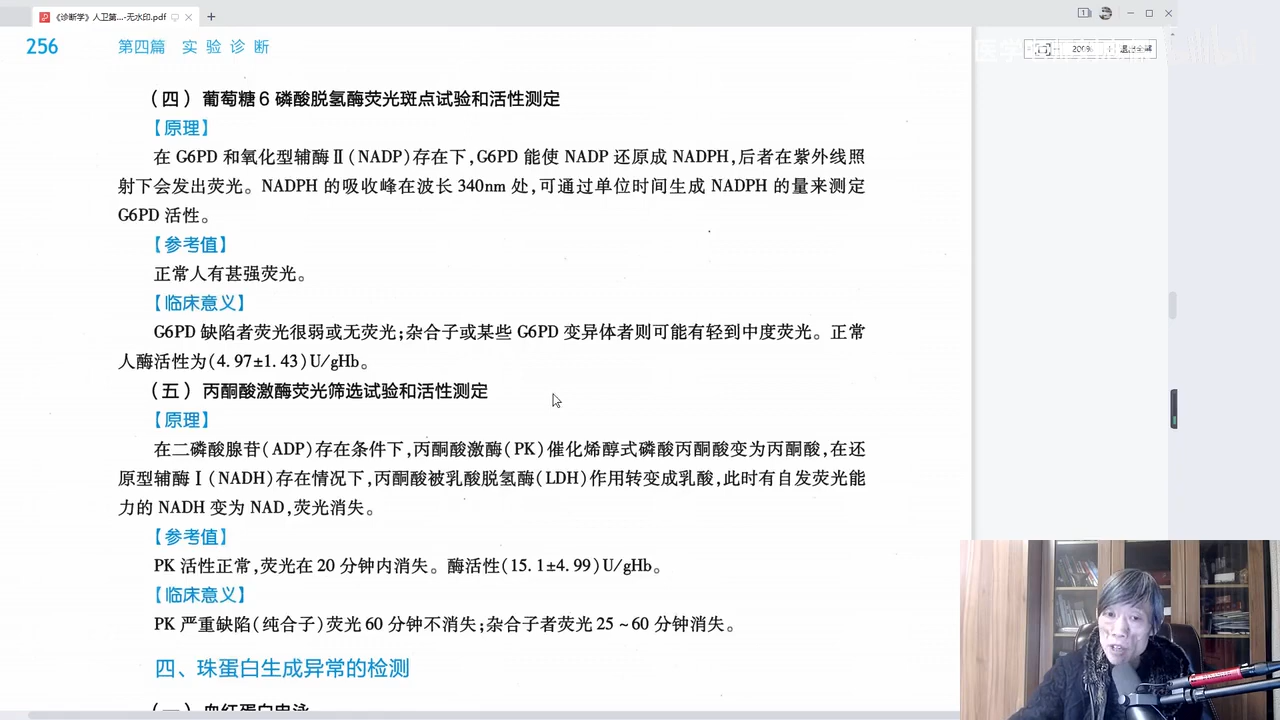 《诊断学》人卫第...-无水印.pdf
256 第四篇 实验诊断
（四）葡萄糖6磷酸脱氢酶荧光斑点试验和活性测定
【原理】
在 G6PD 和氧化型辅酶Ⅱ(NADP)存在下,G6PD 能使 NADP 还原成 NADPH,后者在紫外线照
射下会发出荧光。NADPH 的吸收峰在波长 340nm 处,可通过单位时间生成 NADPH 的量来测定
G6PD 活性。
【参考值】
正常人有甚强荧光。
【临床意义】
G6PD 缺陷者荧光很弱或无荧光;杂合子或某些 G6PD 变异体者则可能有轻到中度荧光。正常
人酶活性为(4.97±1.43)U/gHb。
（五）丙酮酸激酶荧光筛选试验和活性测定
【原理】
在二磷酸腺苷(ADP)存在条件下,丙酮酸激酶(PK)催化烯醇式磷酸丙酮酸变为丙酮酸,在还
原型辅酶Ⅰ(NADH)存在情况下,丙酮酸被乳酸脱氢酶(LDH)作用转变成乳酸,此时有自发荧光能
力的 NADH 变为 NAD,荧光消失。
【参考值】
PK 活性正常,荧光在 20 分钟内消失。酶活性(15.1±4.99)U/gHb。
【临床意义】
PK 严重缺陷(纯合子)荧光 60 分钟不消失;杂合子者荧光 25～60 分钟消失。
四、珠蛋白生成异常的检测
（一）血红蛋白电泳